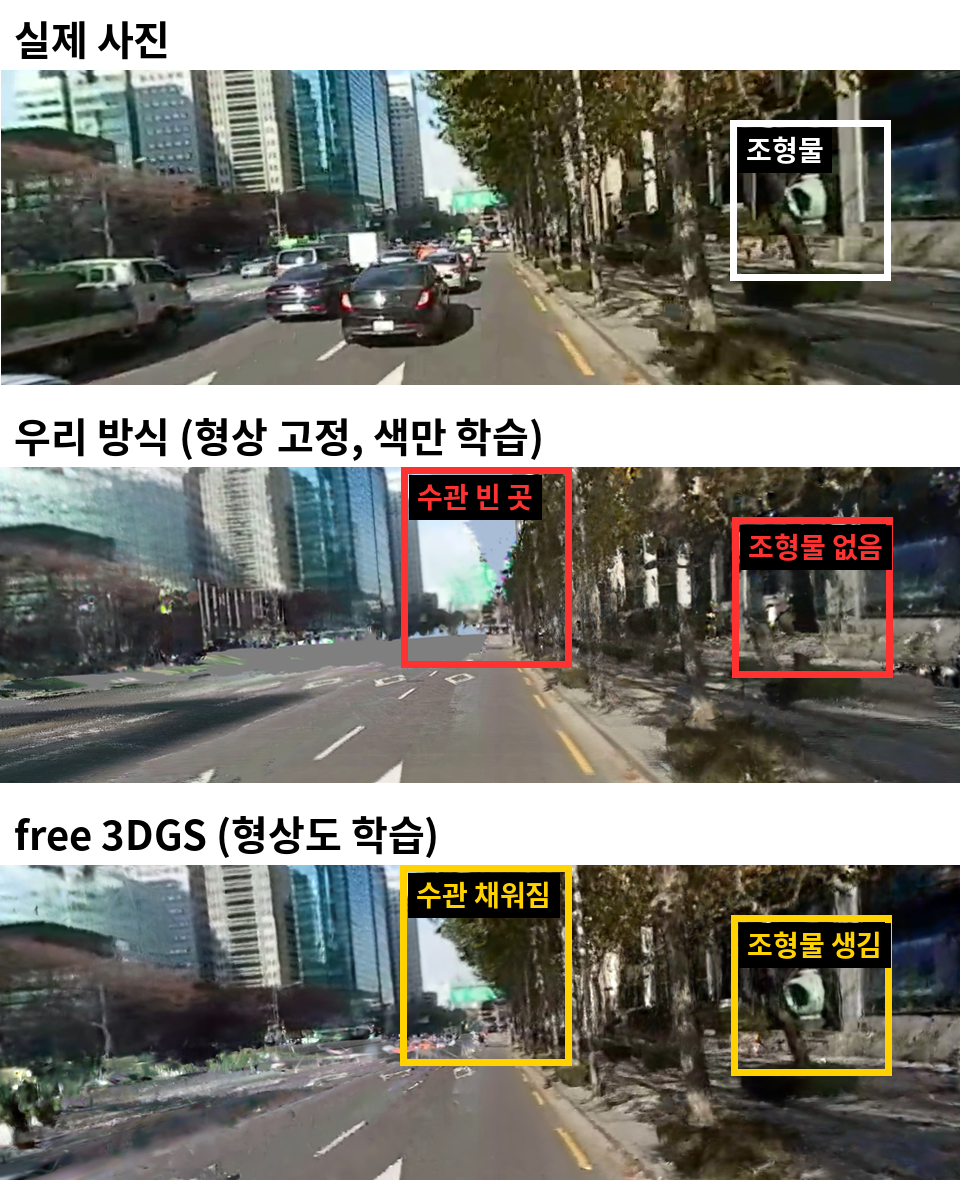 실제 사진
조형물
우리 방식 (형상 고정, 색만 학습)
수관 빈 곳
조형물 없음
free 3DGS (형상도 학습)
수관 채워짐
조형물 생김